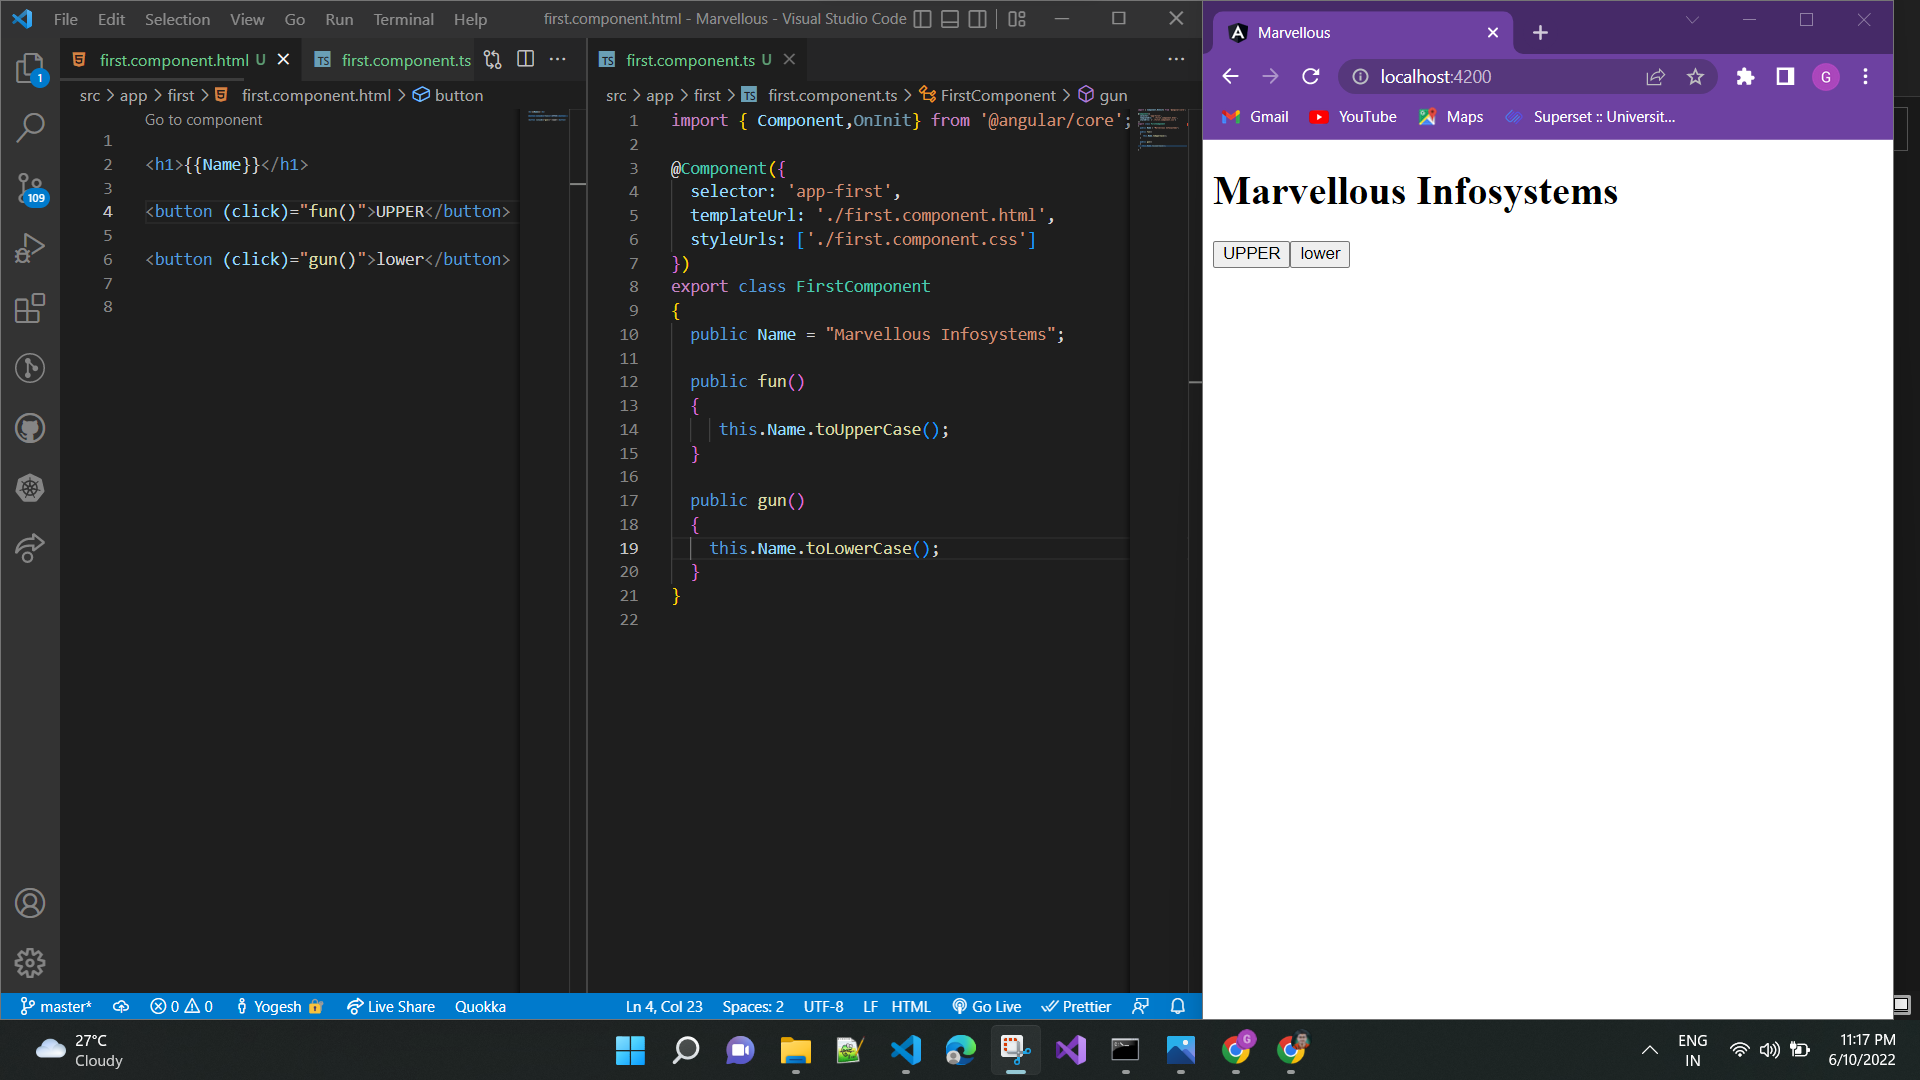 File Edit Selection View Go Run Terminal Help first.component.html - Marvellous - Visual Studio Code
first.component.html U
first.component.ts
src > app > first > first.component.html > button
Go to component
1
2 <h1>{{Name}}</h1>
3
4 <button (click)="fun()">UPPER</button>
5
6 <button (click)="gun()">lower</button>
7
8
first.component.ts U
src > app > first > first.component.ts > FirstComponent > gun
1 import { Component,OnInit} from '@angular/core';
2
3 @Component({
4 selector: 'app-first',
5 templateUrl: './first.component.html',
6 styleUrls: ['./first.component.css']
7 })
8 export class FirstComponent
9 {
10 public Name = "Marvellous Infosystems";
11
12 public fun()
13 {
14 this.Name.toUpperCase();
15 }
16
17 public gun()
18 {
19 this.Name.toLowerCase();
20 }
21 }
22
1
109
master* 0 0 Yogesh Live Share Quokka Ln 4, Col 23 Spaces: 2 UTF-8 LF HTML Go Live Prettier
Marvellous
localhost:4200
G
Gmail YouTube Maps Superset :: Universit...
Marvellous Infosystems
UPPER lower
27°C
Cloudy
G
ENG
IN
11:17 PM
6/10/2022